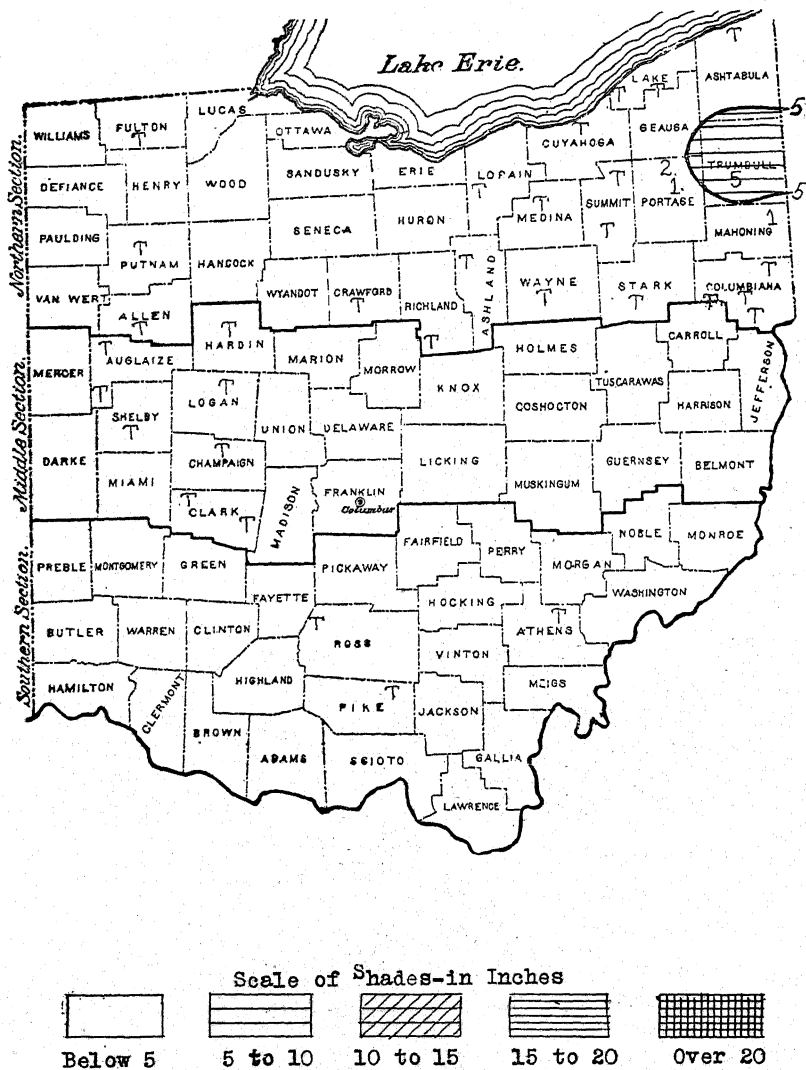 Lake Erie.
LAKE
ASHTABULA
WILLIAMS
FULTON
LUCAS
OTTAWA
CUYAHOGA
GEAUGA
5
DEFIANCE
HENRY
WOOD
SANDUSKY
ERIE
LORAIN
MEDINA
SUMMIT
2
1
PORTAGE
TRUMBULL
5
5
Northern Section.
PAULDING
PUTNAM
HANCOCK
SENECA
HURON
ASHLAND
MAHONING
1
VAN WERT
ALLEN
WYANDOT
CRAWFORD
RICHLAND
WAYNE
STARK
COLUMBIANA
T
Middle Section.
MERCER
AUGLAIZE
HARDIN
MARION
MORROW
KNOX
HOLMES
TUSCARAWAS
CARROLL
JEFFERSON
SHELBY
LOGAN
UNION
DELAWARE
COSHOCTON
HARRISON
DARKE
MIAMI
CHAMPAIGN
CLARK
MADISON
FRANKLIN
Columbus
LICKING
MUSKINGUM
GUERNSEY
BELMONT
Southern Section.
PREBLE
MONTGOMERY
GREEN
FAYETTE
PICKAWAY
FAIRFIELD
PERRY
MORGAN
NOBLE
MONROE
BUTLER
WARREN
CLINTON
ROSS
HOCKING
ATHENS
WASHINGTON
HAMILTON
CLERMONT
HIGHLAND
PIKE
VINTON
MEIGS
BROWN
ADAMS
SCIOTO
JACKSON
GALLIA
LAWRENCE
Scale of Shades-in Inches
Below 5 5 to 10 10 to 15 15 to 20 Over 20